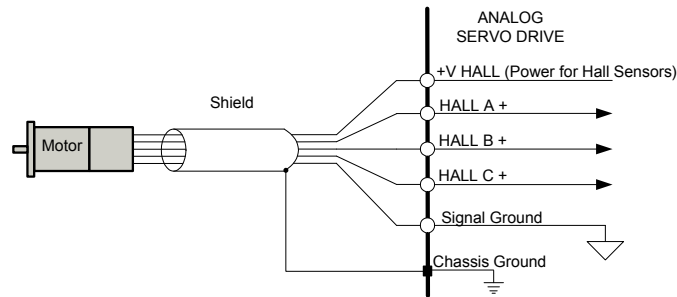 ANALOG
SERVO DRIVE
+V HALL (Power for Hall Sensors)
Shield
HALL A +
Motor
HALL B +
HALL C +
Signal Ground
Chassis Ground